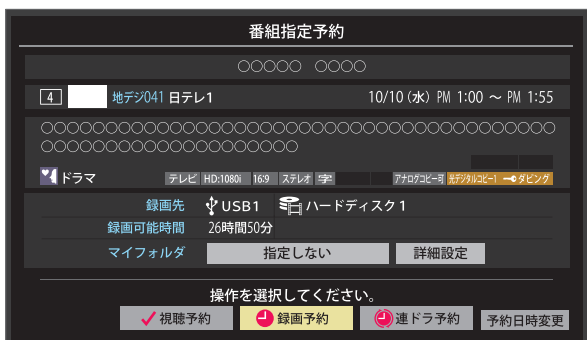 番組指定予約
○○○○○ ○○○○
4 地デジ041 日テレ1 10/10 (水) PM 1:00 ～ PM 1:55
○○○○○○○○○○○○○○○○○○○○○○○○○○○○○○○○○○○○○○○
○○○○○○○○○○○○○○○○○○○
ドラマ テレビ HD:1080i 16:9 ステレオ 字 アナログコピー可 光デジタルコピー1 ダビング
録画先 USB1 ハードディスク1
録画可能時間 26時間50分
マイフォルダ 指定しない 詳細設定
操作を選択してください。
視聴予約 録画予約 連ドラ予約 予約日時変更